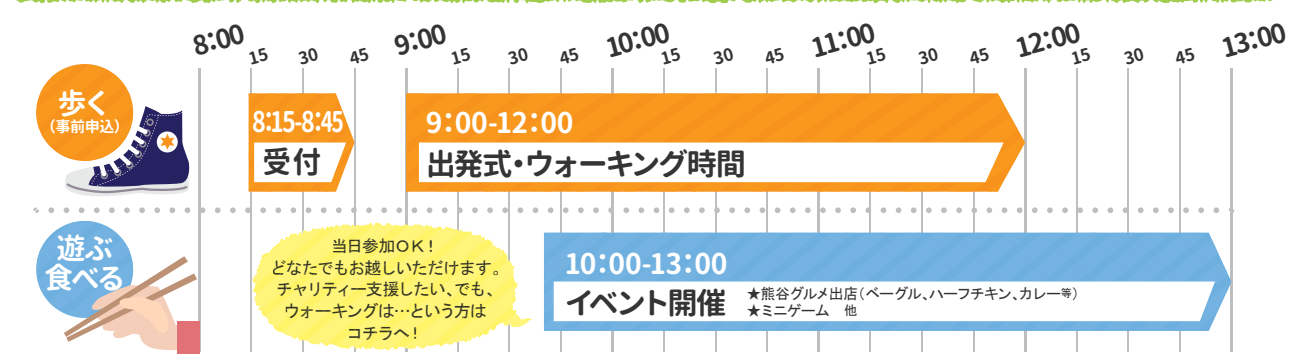 8:00 15 30 45 9:00 15 30 45 10:00 15 30 45 11:00 15 30 45 12:00 15 30 45 13:00
歩く
(事前申込)
8:15-8:45
受付
9:00-12:00
出発式・ウォーキング時間
遊ぶ
食べる
当日参加OK!
どなたでもお越しいただけます。
チャリティー支援したい、でも、
ウォーキングは…という方は
コチラへ!
10:00-13:00
イベント開催
★熊谷グルメ出店(ベーグル、ハーフチキン、カレー等)
★ミニゲーム 他